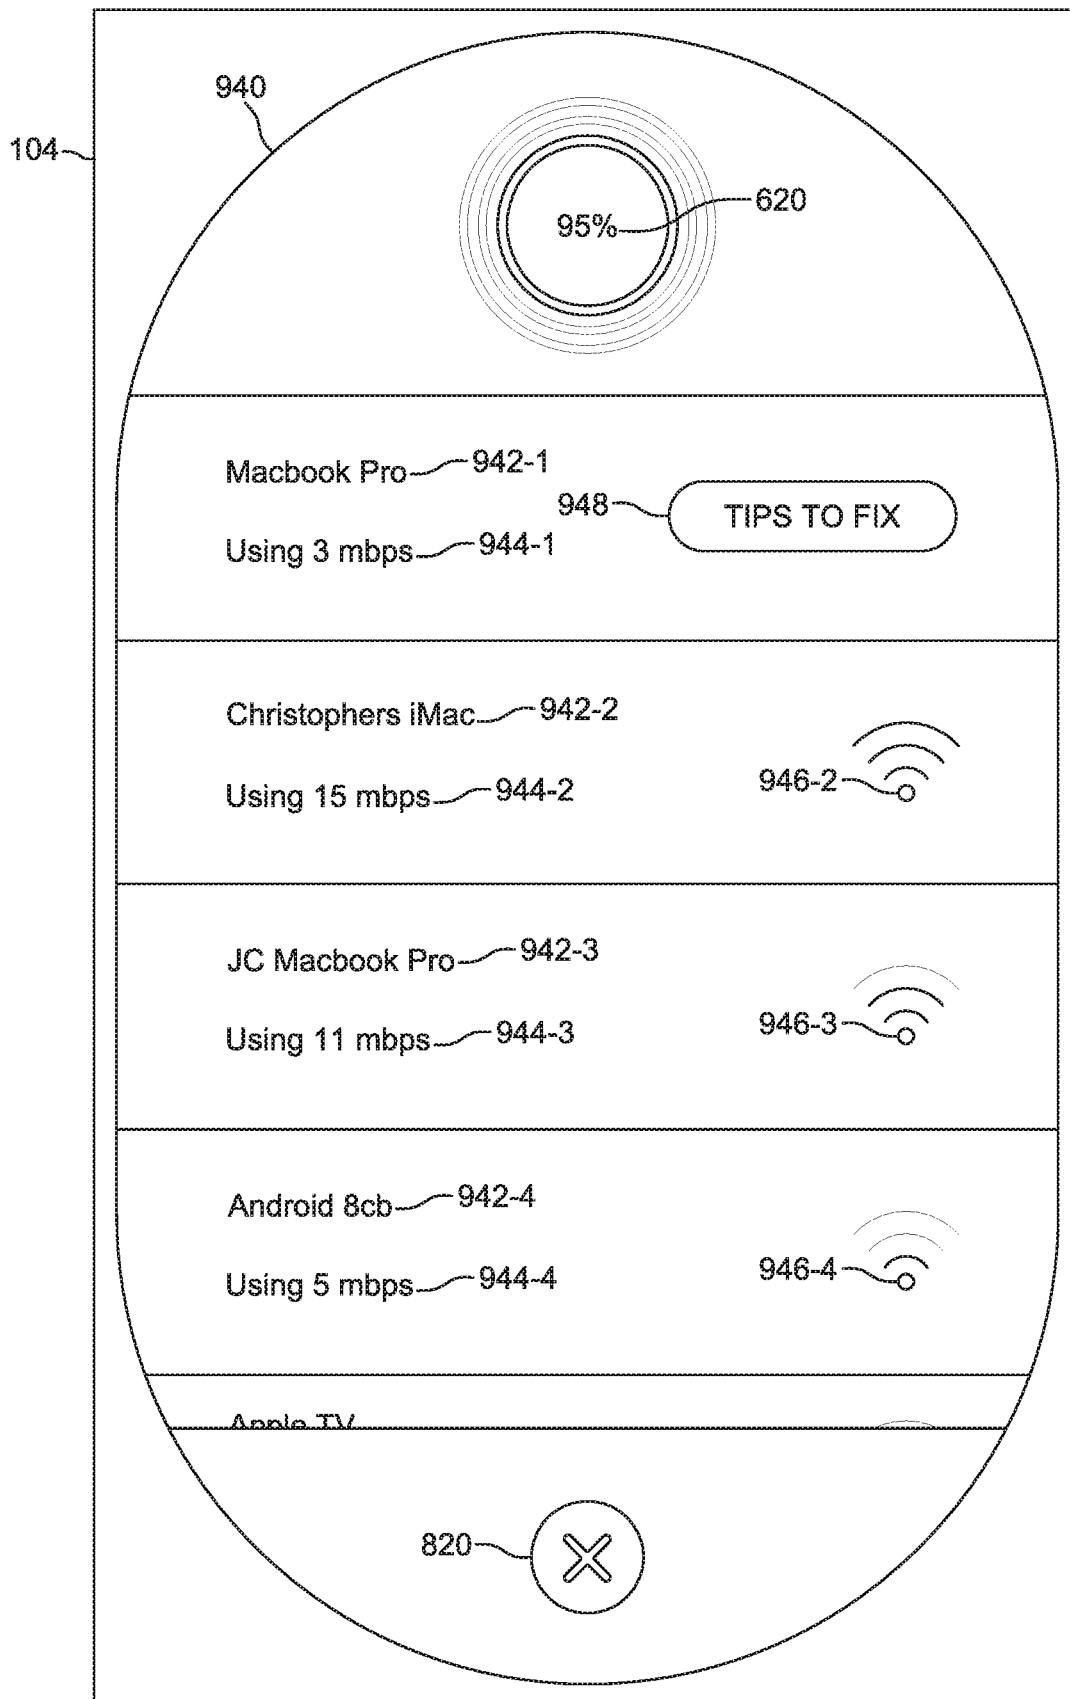 940
104
95%
620
Macbook Pro 942-1
948 TIPS TO FIX
Using 3 mbps 944-1
Christophers iMac 942-2
Using 15 mbps 944-2
946-2
JC Macbook Pro 942-3
Using 11 mbps 944-3
946-3
Android 8cb 942-4
Using 5 mbps 944-4
946-4
Apple TV
820